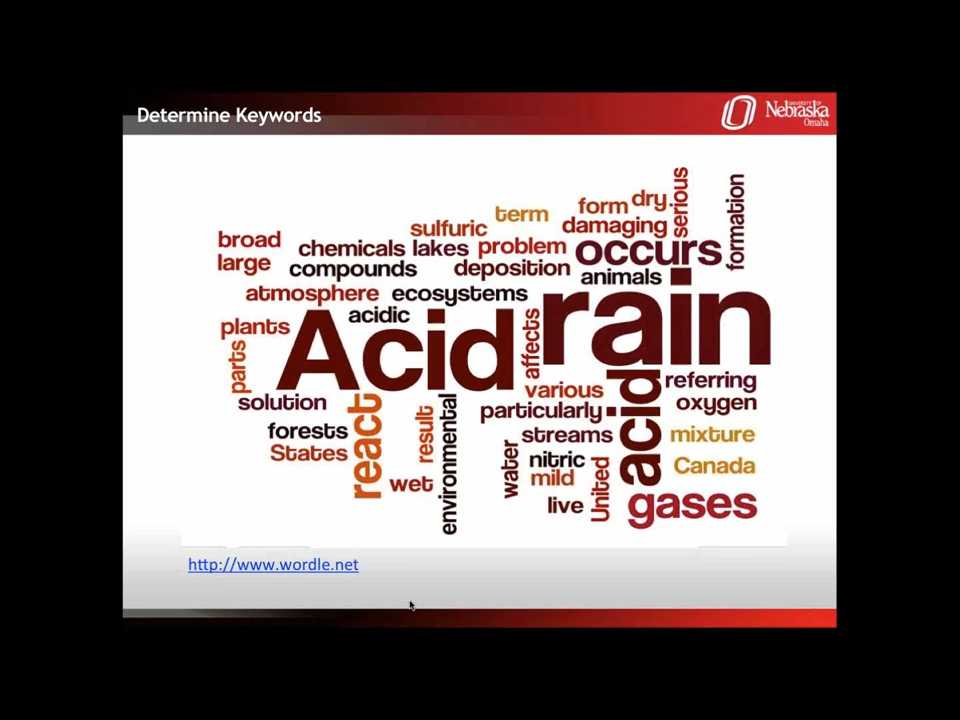 Determine Keywords
UNIVERSITY OF
Nebraska
Omaha
serious
formation
form dry
term
damaging
sulfuric
broad
chemicals lakes problem occurs
large
compounds deposition animals
atmosphere ecosystems rain
acidic
plants
Acid
affects
parts
various
referring
solution
particularly
oxygen
acid
react
result
environmental
forests
streams
mixture
States
water
nitric
Canada
wet
mild
United
live
gases
http://www.wordle.net